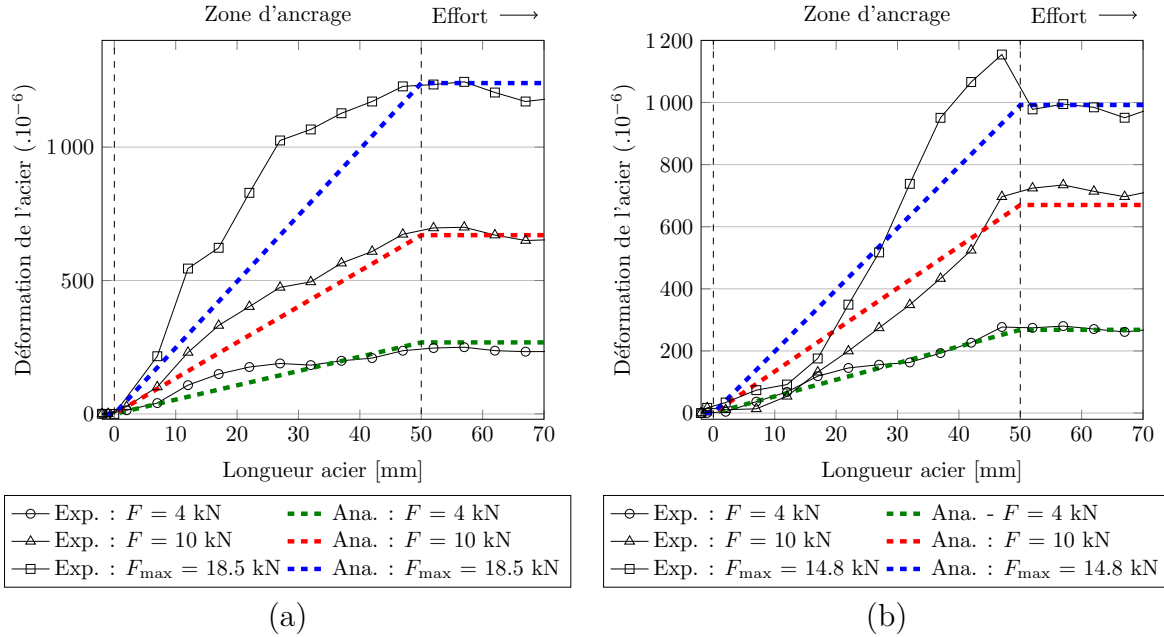 Zone d'ancrage Effort
Déformation de l'acier (.10⁻⁶)
1 000
500
0
0 10 20 30 40 50 60 70
Longueur acier [mm]
Exp. : F = 4 kN Ana. : F = 4 kN
Exp. : F = 10 kN Ana. : F = 10 kN
Exp. : Fmax = 18.5 kN Ana. : Fmax = 18.5 kN
(a)
Zone d'ancrage Effort
Déformation de l'acier (.10⁻⁶)
1 200
1 000
800
600
400
200
0
0 10 20 30 40 50 60 70
Longueur acier [mm]
Exp. : F = 4 kN Ana. - F = 4 kN
Exp. : F = 10 kN Ana. : F = 10 kN
Exp. : Fmax = 14.8 kN Ana. : Fmax = 14.8 kN
(b)